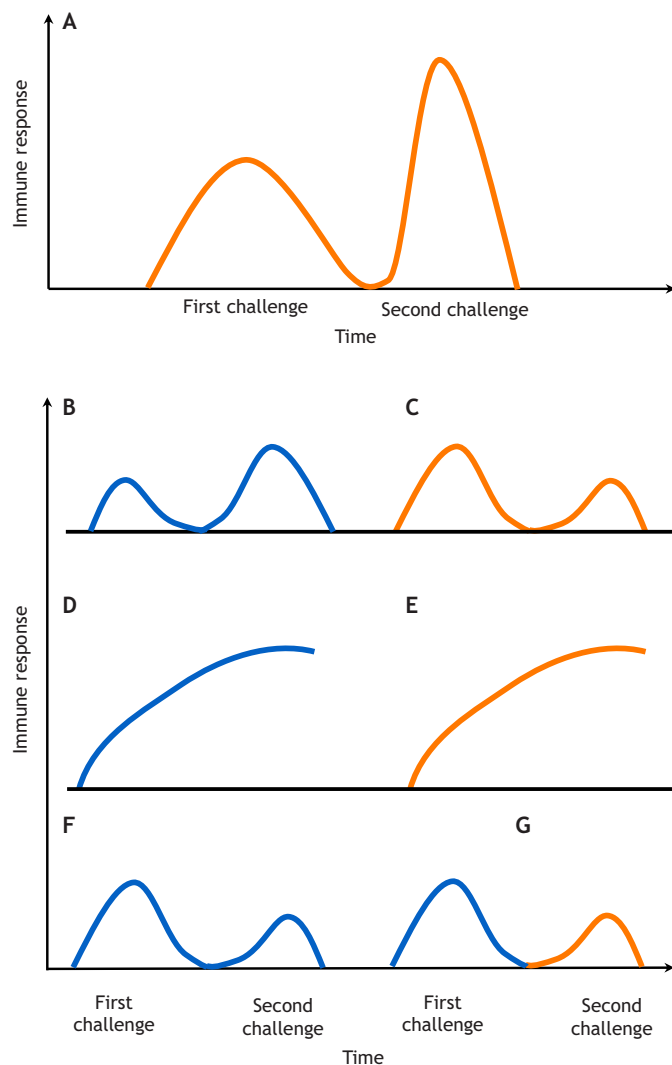 A
Immune response
First challenge
Second challenge
Time
B
C
D
E
Immune response
F
G
First
challenge
Second
challenge
First
challenge
Second
challenge
Time